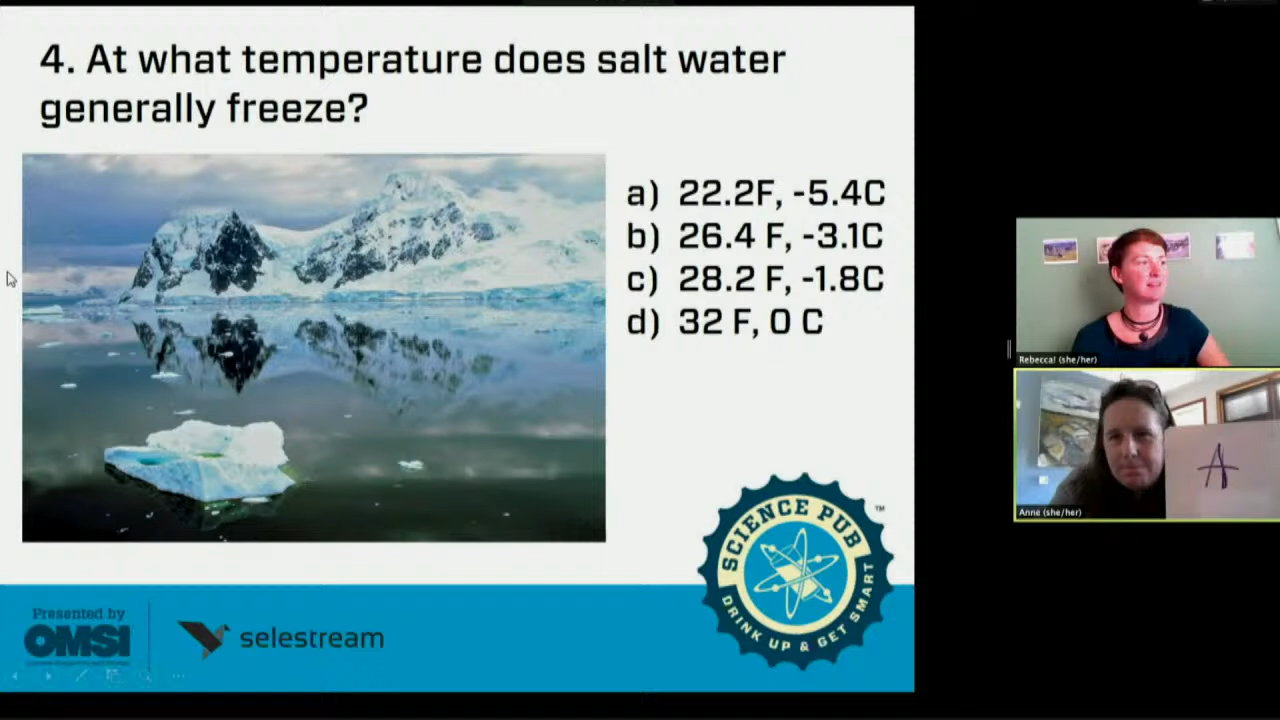 4. At what temperature does salt water
generally freeze?
a) 22.2F, -5.4C
b) 26.4 F, -3.1C
c) 28.2 F, -1.8C
d) 32 F, 0 C
Rebecca! (she/her)
A
Anne (she/her)
SCIENCE PUB
DRINK UP & GET SMART
TM
Presented by
OMSI
selestream